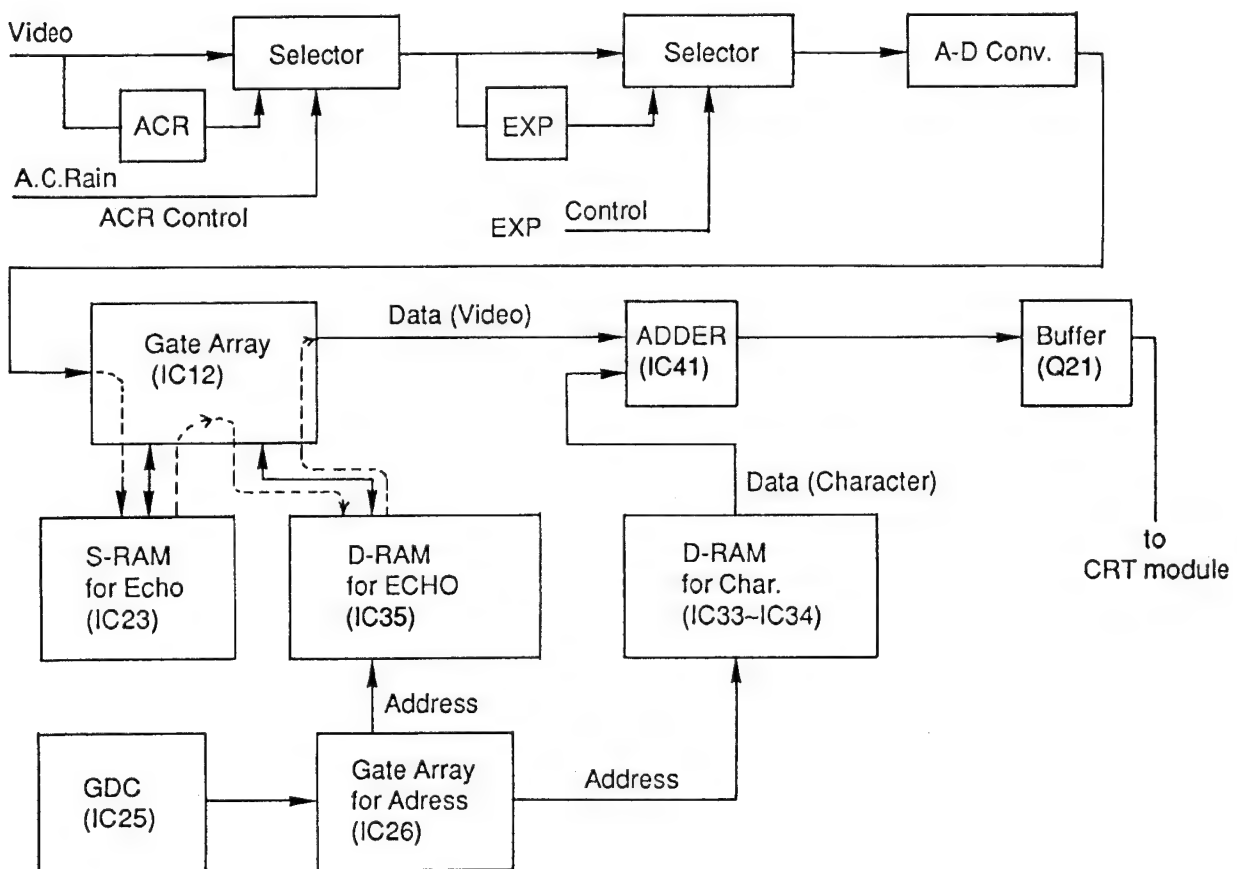 Video
Selector
Selector
A-D Conv.
ACR
EXP
A.C.Rain
ACR Control
EXP Control
Gate Array
(IC12)
Data (Video)
ADDER
(IC41)
Buffer
(Q21)
Data (Character)
S-RAM
for Echo
(IC23)
D-RAM
for ECHO
(IC35)
D-RAM
for Char.
(IC33~IC34)
to
CRT module
Address
GDC
(IC25)
Gate Array
for Adress
(IC26)
Address